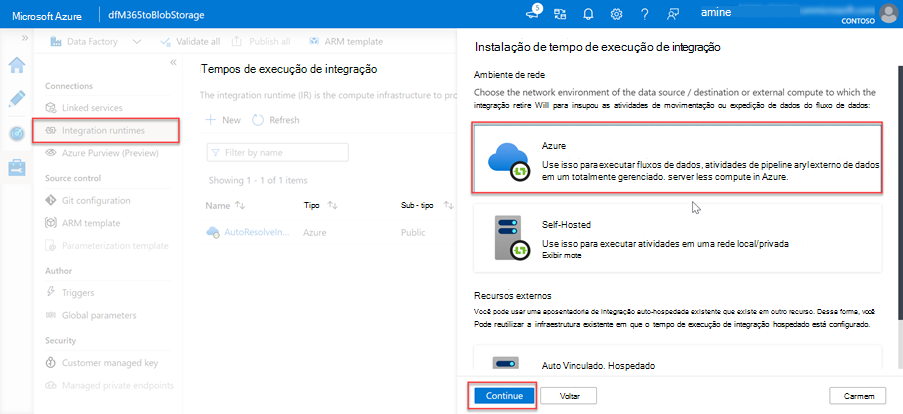 Microsoft Azure
dfM365toBlobStorage
5
amine
CONTOSO
Data Factory
Validate all
Publish all
ARM template
Connections
Linked services
Integration runtimes
Azure Purview (Preview)
Source control
Git configuration
ARM template
Parameterization template
Author
Triggers
Global parameters
Security
Customer managed key
Managed private endpoints
Tempos de execução de integração
The integration runtime (IR) is the compute infrastructure to pro
New
Refresh
Filter by name
Showing 1 - 1 of 1 items
Name
Tipo
Sub - tipo
AutoResolveIn...
Azure
Public
Instalação de tempo de execução de integração
Ambiente de rede
Choose the network environment of the data source / destination or external compute to which the
integração retire Willl para insupou as atividades de movimentação ou expedição de dados do fluxo de dados:
Azure
Use isso para executar fluxos de dados, atividades de pipeline aryl externo de dados
em um totalmente gerenciado. server less compute in Azure.
Self-Hosted
Use isso para executar atividades em uma rede local/privada
Exibir mote
Recursos externos
Você pode usar uma aposentadoria de integração auto-hospedada existente que existe em outro recurso. Desse forma, você
Pode reutilizar a infraestrutura existente em que o tempo de execução de integração hospedado está configurado.
Auto Vinculado. Hospedado
Continue
Voltar
Carmem